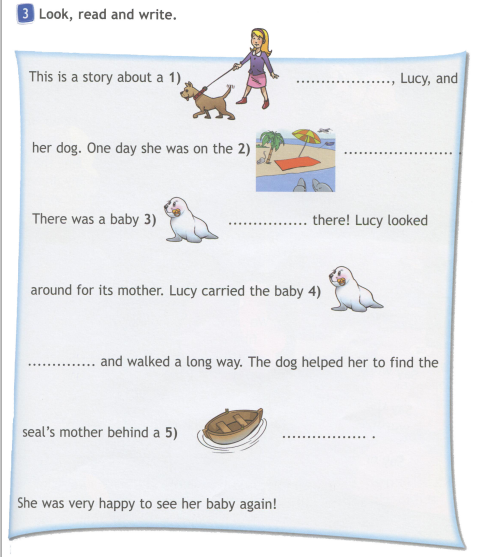 3 Look, read and write.
This is a story about a 1) ..................., Lucy, and
her dog. One day she was on the 2) ...................... .
There was a baby 3) ................ there! Lucy looked
around for its mother. Lucy carried the baby 4)
.............. and walked a long way. The dog helped her to find the
seal's mother behind a 5) ................. .
She was very happy to see her baby again!